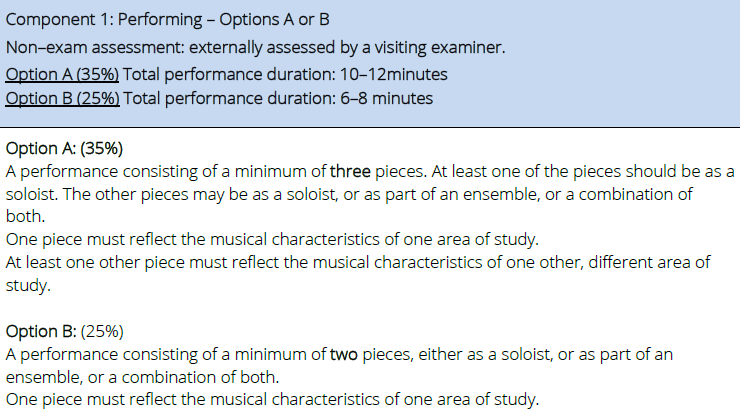 Component 1: Performing – Options A or B
Non–exam assessment: externally assessed by a visiting examiner.
Option A (35%) Total performance duration: 10–12minutes
Option B (25%) Total performance duration: 6–8 minutes
Option A: (35%)
A performance consisting of a minimum of three pieces. At least one of the pieces should be as a
soloist. The other pieces may be as a soloist, or as part of an ensemble, or a combination of
both.
One piece must reflect the musical characteristics of one area of study.
At least one other piece must reflect the musical characteristics of one other, different area of
study.
Option B: (25%)
A performance consisting of a minimum of two pieces, either as a soloist, or as part of an
ensemble, or a combination of both.
One piece must reflect the musical characteristics of one area of study.